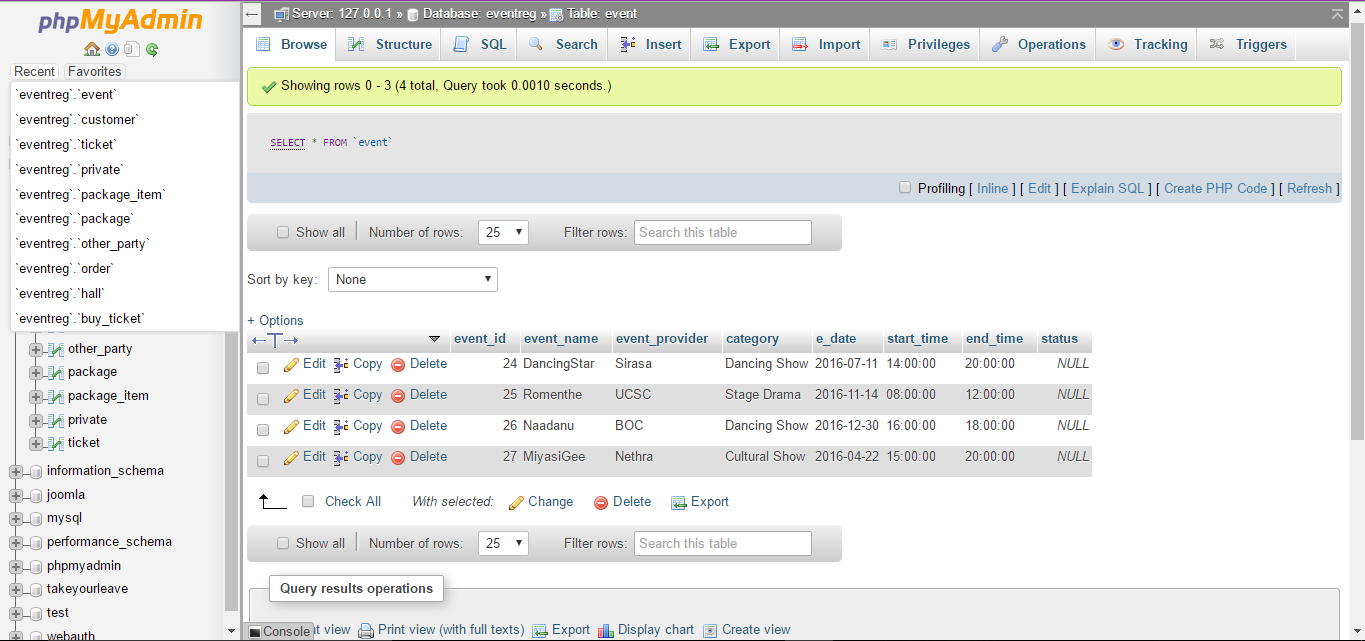 phpMyAdmin
Recent Favorites
`eventreg`.`event`
`eventreg`.`customer`
`eventreg`.`ticket`
`eventreg`.`private`
`eventreg`.`package_item`
`eventreg`.`package`
`eventreg`.`other_party`
`eventreg`.`order`
`eventreg`.`hall`
`eventreg`.`buy_ticket`
other_party
package
package_item
private
ticket
information_schema
joomla
mysql
performance_schema
phpmyadmin
takeyourleave
test
webauth
Server: 127.0.0.1 » Database: eventreg » Table: event
Browse Structure SQL Search Insert Export Import Privileges Operations Tracking Triggers
Showing rows 0 - 3 (4 total, Query took 0.0010 seconds.)
SELECT * FROM `event`
Profiling [ Inline ] [ Edit ] [ Explain SQL ] [ Create PHP Code ] [ Refresh ]
Show all Number of rows: 25 Filter rows: Search this table
Sort by key: None
+ Options
event_id event_name event_provider category e_date start_time end_time status
Edit Copy Delete 24 DancingStar Sirasa Dancing Show 2016-07-11 14:00:00 20:00:00 NULL
Edit Copy Delete 25 Romenthe UCSC Stage Drama 2016-11-14 08:00:00 12:00:00 NULL
Edit Copy Delete 26 Naadanu BOC Dancing Show 2016-12-30 16:00:00 18:00:00 NULL
Edit Copy Delete 27 MiyasiGee Nethra Cultural Show 2016-04-22 15:00:00 20:00:00 NULL
Check All With selected: Change Delete Export
Show all Number of rows: 25 Filter rows: Search this table
Query results operations
Console view Print view (with full texts) Export Display chart Create view